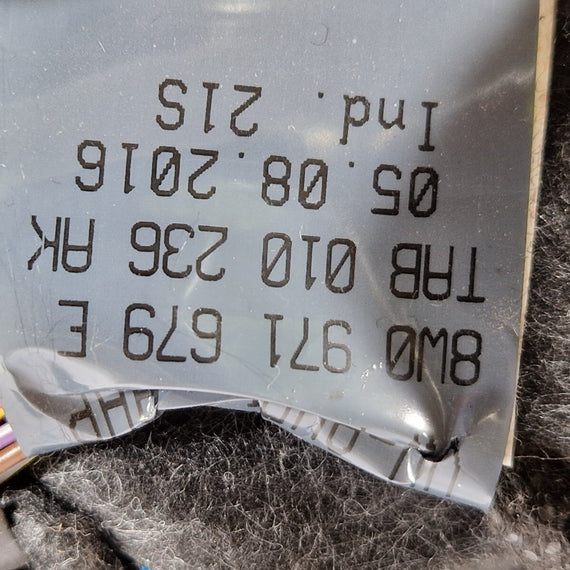 8W0 971 679 E
TAB 010 236 AK
05.08.2016
Ind. 21S